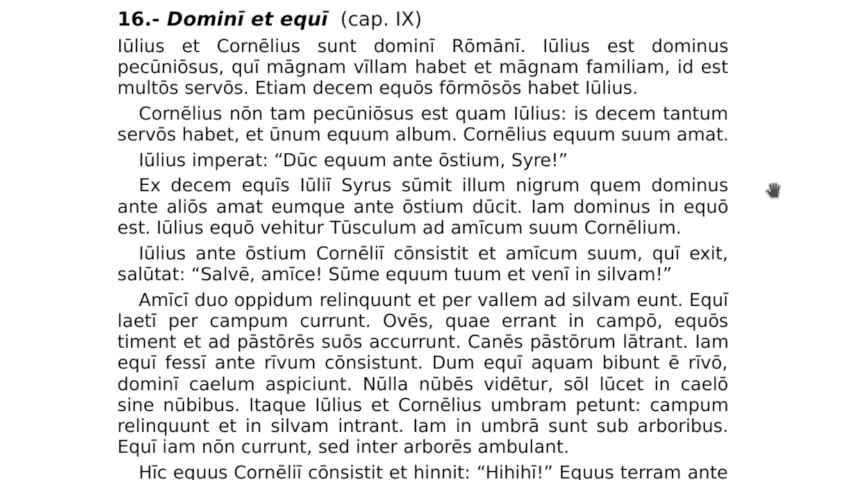 16.- Dominī et equī (cap. IX)
Iūlius et Cornēlius sunt dominī Rōmānī. Iūlius est dominus
pecūniōsus, quī māgnam vīllam habet et māgnam familiam, id est
multōs servōs. Etiam decem equōs fōrmōsōs habet Iūlius.
Cornēlius nōn tam pecūniōsus est quam Iūlius: is decem tantum
servōs habet, et ūnum equum album. Cornēlius equum suum amat.
Iūlius imperat: “Dūc equum ante ōstium, Syre!”
Ex decem equīs Iūliī Syrus sūmit illum nigrum quem dominus
ante aliōs amat eumque ante ōstium dūcit. Iam dominus in equō
est. Iūlius equō vehitur Tūsculum ad amīcum suum Cornēlium.
Iūlius ante ōstium Cornēliī cōnsistit et amīcum suum, quī exit,
salūtat: “Salvē, amīce! Sūme equum tuum et venī in silvam!”
Amīcī duo oppidum relinquunt et per vallem ad silvam eunt. Equī
laetī per campum currunt. Ovēs, quae errant in campō, equōs
timent et ad pāstōrēs suōs accurrunt. Canēs pāstōrum lātrant. Iam
equī fessī ante rīvum cōnsistunt. Dum equī aquam bibunt ē rīvō,
dominī caelum aspiciunt. Nūlla nūbēs vidētur, sōl lūcet in caelō
sine nūbibus. Itaque Iūlius et Cornēlius umbram petunt: campum
relinquunt et in silvam intrant. Iam in umbrā sunt sub arboribus.
Equī iam nōn currunt, sed inter arborēs ambulant.
Hīc equus Cornēliī cōnsistit et hinnit: “Hihihī!” Equus terram ante